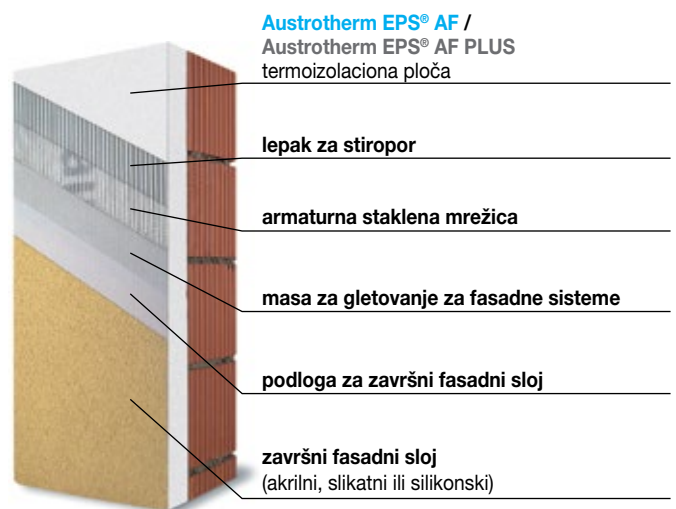 Austrotherm EPS® AF /
Austrotherm EPS® AF PLUS
termoizolaciona ploča
lepak za stiropor
armaturna staklena mrežica
masa za gletovanje za fasadne sisteme
podloga za završni fasadni sloj
završni fasadni sloj
(akrilni, slikatni ili silikonski)